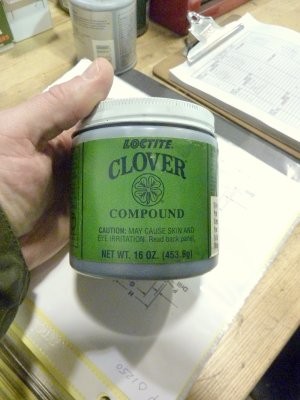 LOCTITE
CLOVER
COMPOUND
CAUTION: MAY CAUSE SKIN AND
EYE IRRITATION. Read back panel.
NET WT. 16 OZ. (453.6g)